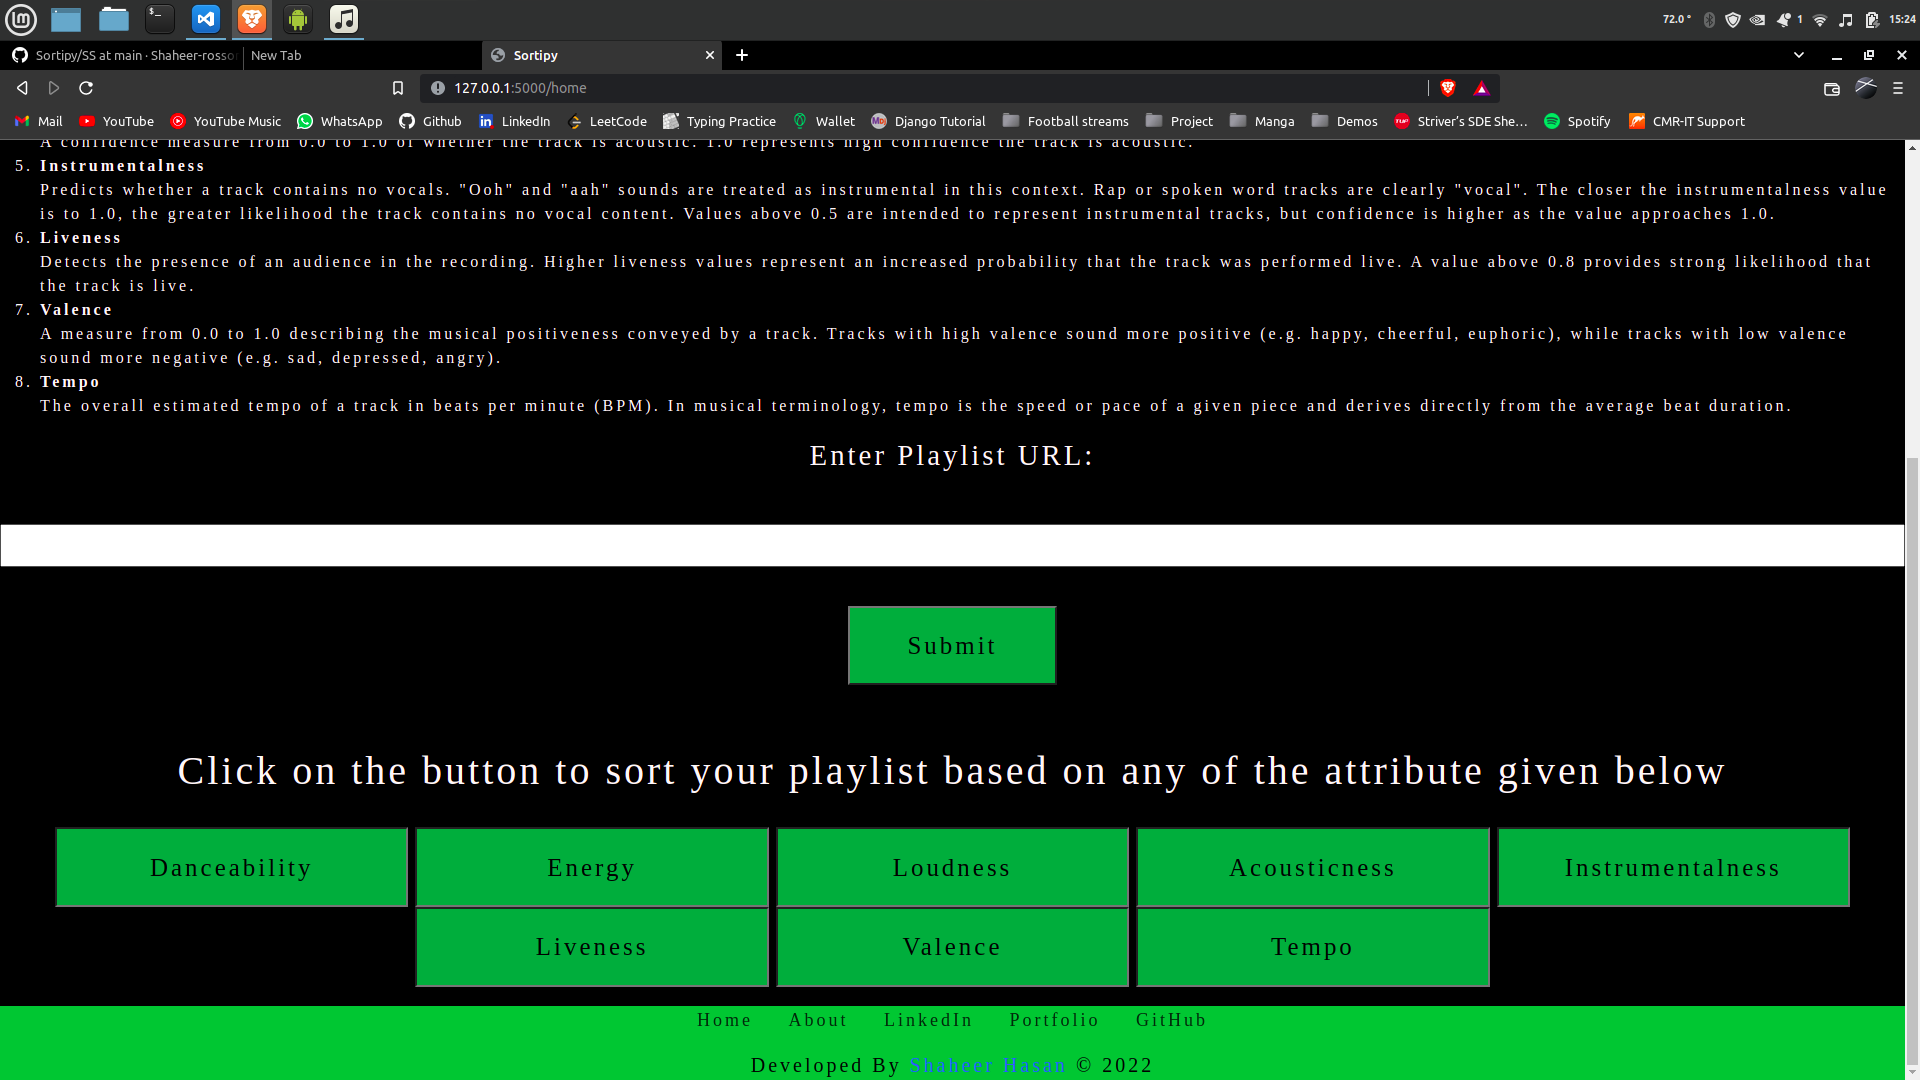 72.0 °
1
15:24
Sortipy/SS at main · Shaheer-rosso
New Tab
Sortipy
127.0.0.1:5000/home
Mail YouTube YouTube Music WhatsApp Github LinkedIn LeetCode Typing Practice Wallet Django Tutorial Football streams Project Manga Demos Striver's SDE She... Spotify CMR-IT Support
A confidence measure from 0.0 to 1.0 of whether the track is acoustic. 1.0 represents high confidence the track is acoustic.
5. Instrumentalness
Predicts whether a track contains no vocals. "Ooh" and "aah" sounds are treated as instrumental in this context. Rap or spoken word tracks are clearly "vocal". The closer the instrumentalness value
is to 1.0, the greater likelihood the track contains no vocal content. Values above 0.5 are intended to represent instrumental tracks, but confidence is higher as the value approaches 1.0.
6. Liveness
Detects the presence of an audience in the recording. Higher liveness values represent an increased probability that the track was performed live. A value above 0.8 provides strong likelihood that
the track is live.
7. Valence
A measure from 0.0 to 1.0 describing the musical positiveness conveyed by a track. Tracks with high valence sound more positive (e.g. happy, cheerful, euphoric), while tracks with low valence
sound more negative (e.g. sad, depressed, angry).
8. Tempo
The overall estimated tempo of a track in beats per minute (BPM). In musical terminology, tempo is the speed or pace of a given piece and derives directly from the average beat duration.
Enter Playlist URL:
Submit
Click on the button to sort your playlist based on any of the attribute given below
Danceability Energy Loudness Acousticness Instrumentalness
Liveness Valence Tempo
Home About LinkedIn Portfolio GitHub
Developed By Shaheer Hasan © 2022